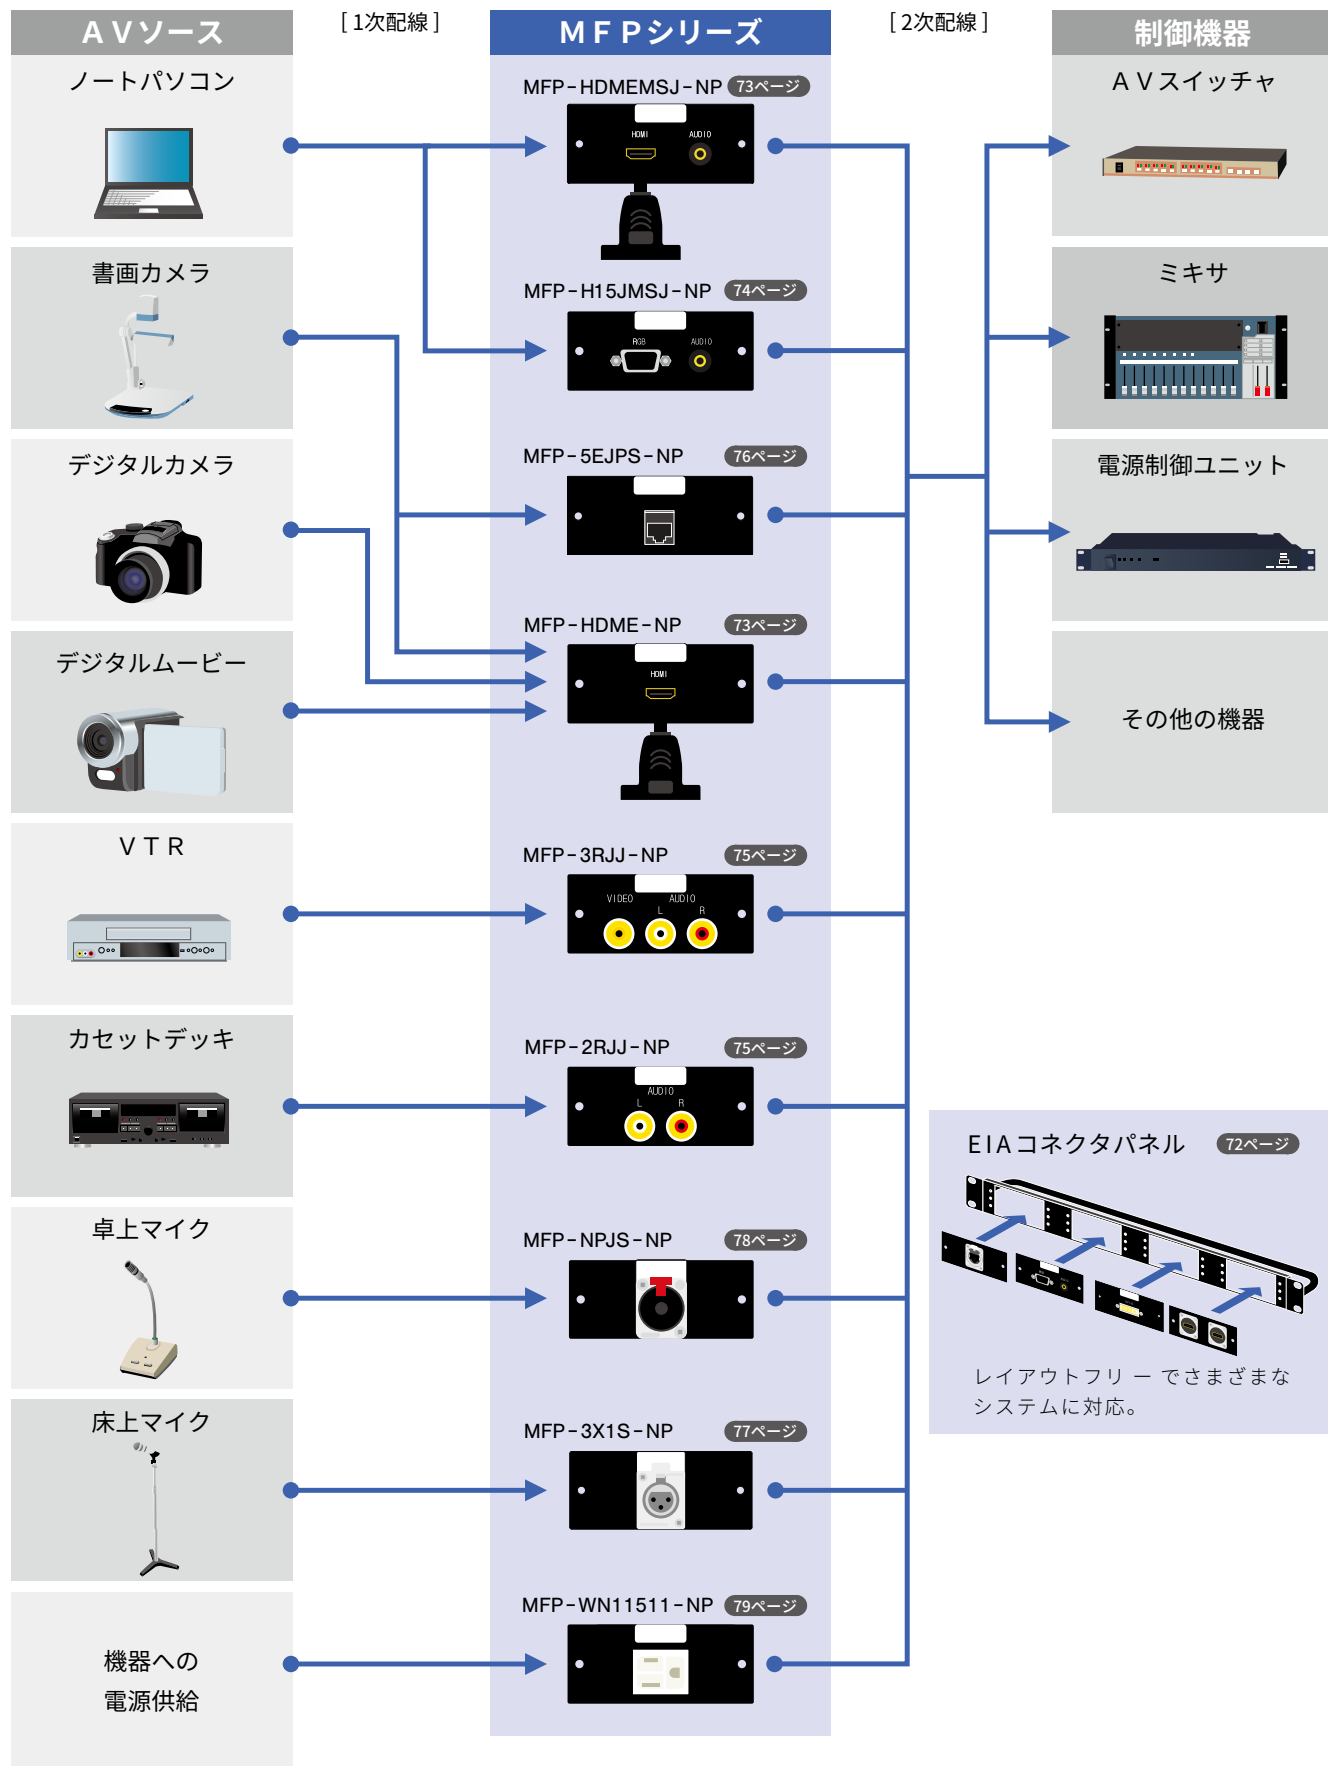 AVソース
[ 1次配線 ]
MFPシリーズ
[ 2次配線 ]
制御機器
ノートパソコン
書画カメラ
デジタルカメラ
デジタルムービー
VTR
カセットデッキ
卓上マイク
床上マイク
機器への
電源供給
MFP-HDMEMSJ-NP 73ページ
HDMI AUDIO
MFP-H15JMSJ-NP 74ページ
RGB AUDIO
MFP-5EJPS-NP 76ページ
MFP-HDME-NP 73ページ
HDMI
MFP-3RJJ-NP 75ページ
VIDEO AUDIO
L R
MFP-2RJJ-NP 75ページ
AUDIO
L R
MFP-NPJS-NP 78ページ
MFP-3X1S-NP 77ページ
MFP-WN11511-NP 79ページ
AVスイッチャ
ミキサ
電源制御ユニット
その他の機器
EIAコネクタパネル 72ページ
レイアウトフリーでさまざまな
システムに対応。